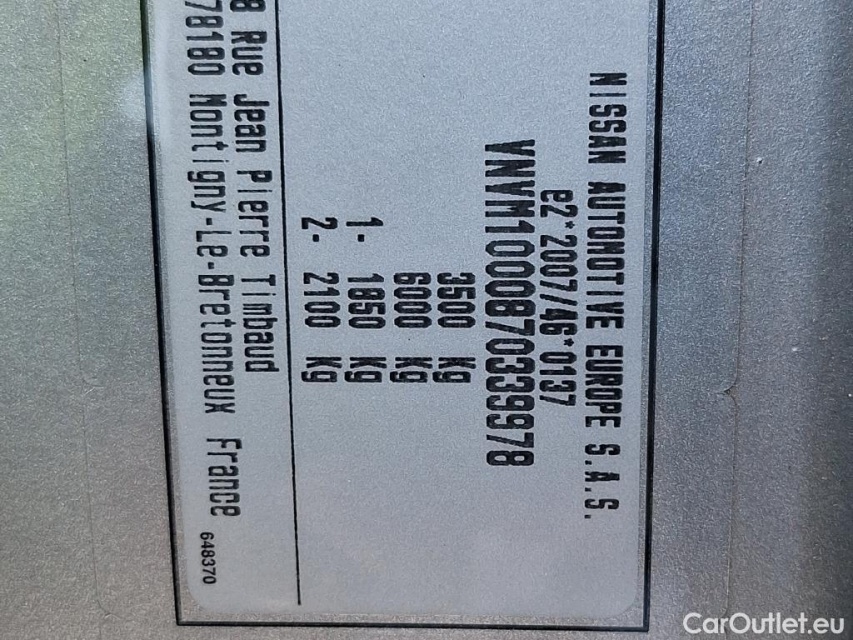 NISSAN AUTOMOTIVE EUROPE S.A.S.
e2*2007/46*0137
VNVM1000870339978
3500 Kg
6000 Kg
1- 1850 Kg
2- 2100 Kg
8 Rue Jean Pierre Timbaud
78180 Montigny-Le-Bretonneux France
648370
CarOutlet.eu